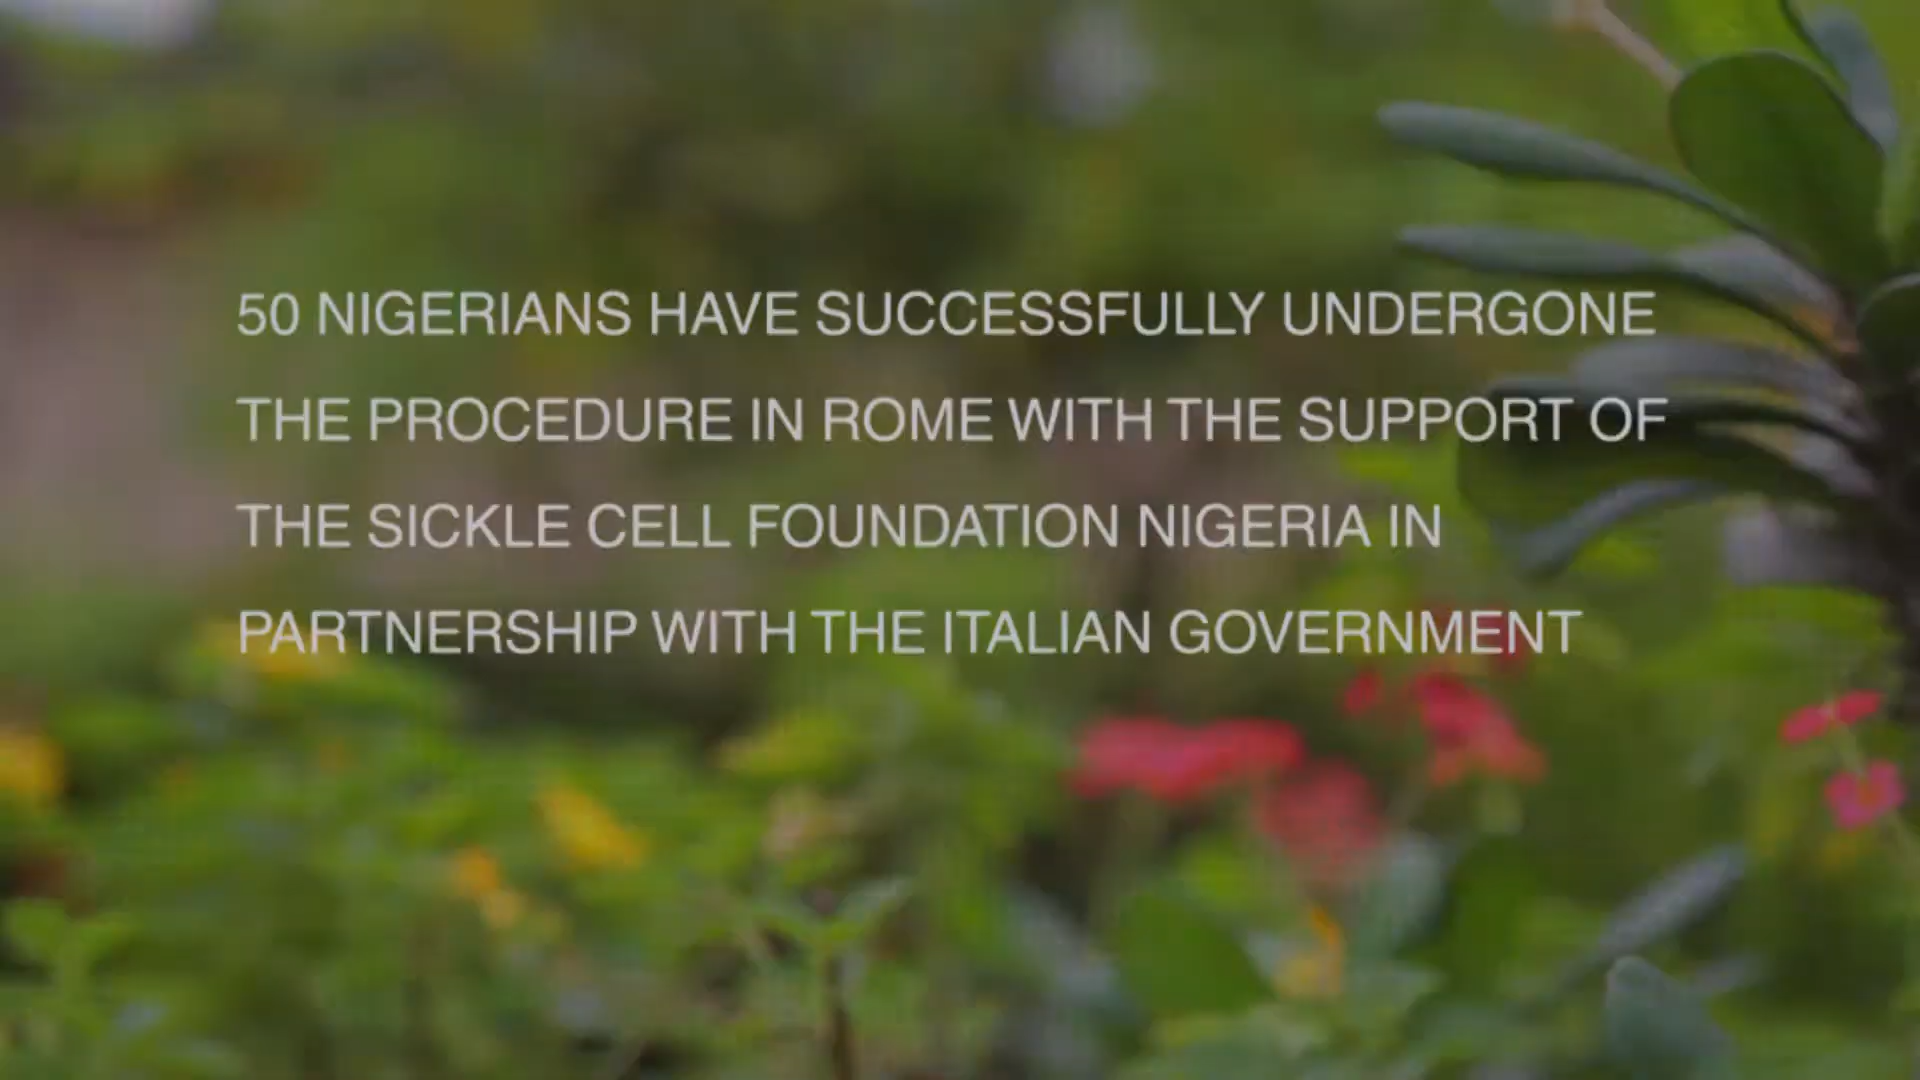 50 NIGERIANS HAVE SUCCESSFULLY UNDERGONE
THE PROCEDURE IN ROME WITH THE SUPPORT OF
THE SICKLE CELL FOUNDATION NIGERIA IN
PARTNERSHIP WITH THE ITALIAN GOVERNMENT